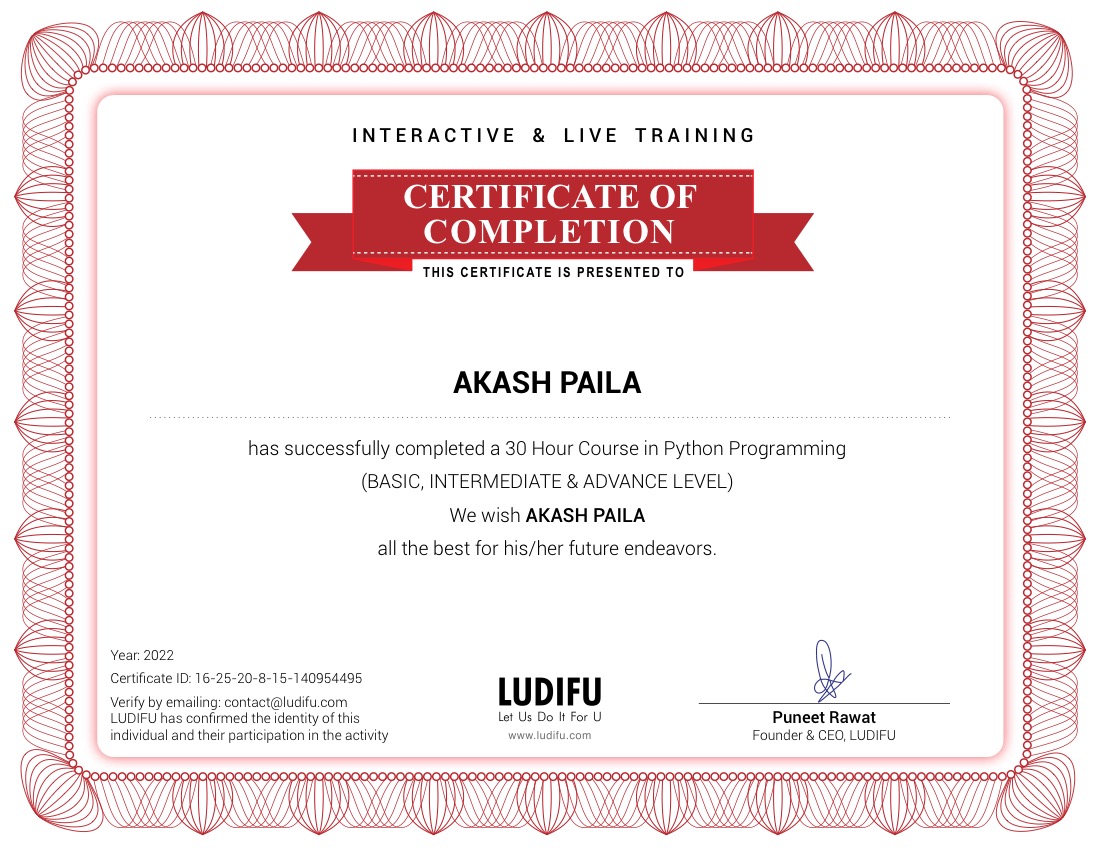 INTERACTIVE & LIVE TRAINING
CERTIFICATE OF
COMPLETION
THIS CERTIFICATE IS PRESENTED TO
AKASH PAILA
has successfully completed a 30 Hour Course in Python Programming
(BASIC, INTERMEDIATE & ADVANCE LEVEL)
We wish AKASH PAILA
all the best for his/her future endeavors.
Year: 2022
Certificate ID: 16-25-20-8-15-140954495
Verify by emailing: contact@ludifu.com
LUDIFU has confirmed the identity of this
individual and their participation in the activity
LUDIFU
Let Us Do It For U
www.ludifu.com
Puneet Rawat
Founder & CEO, LUDIFU